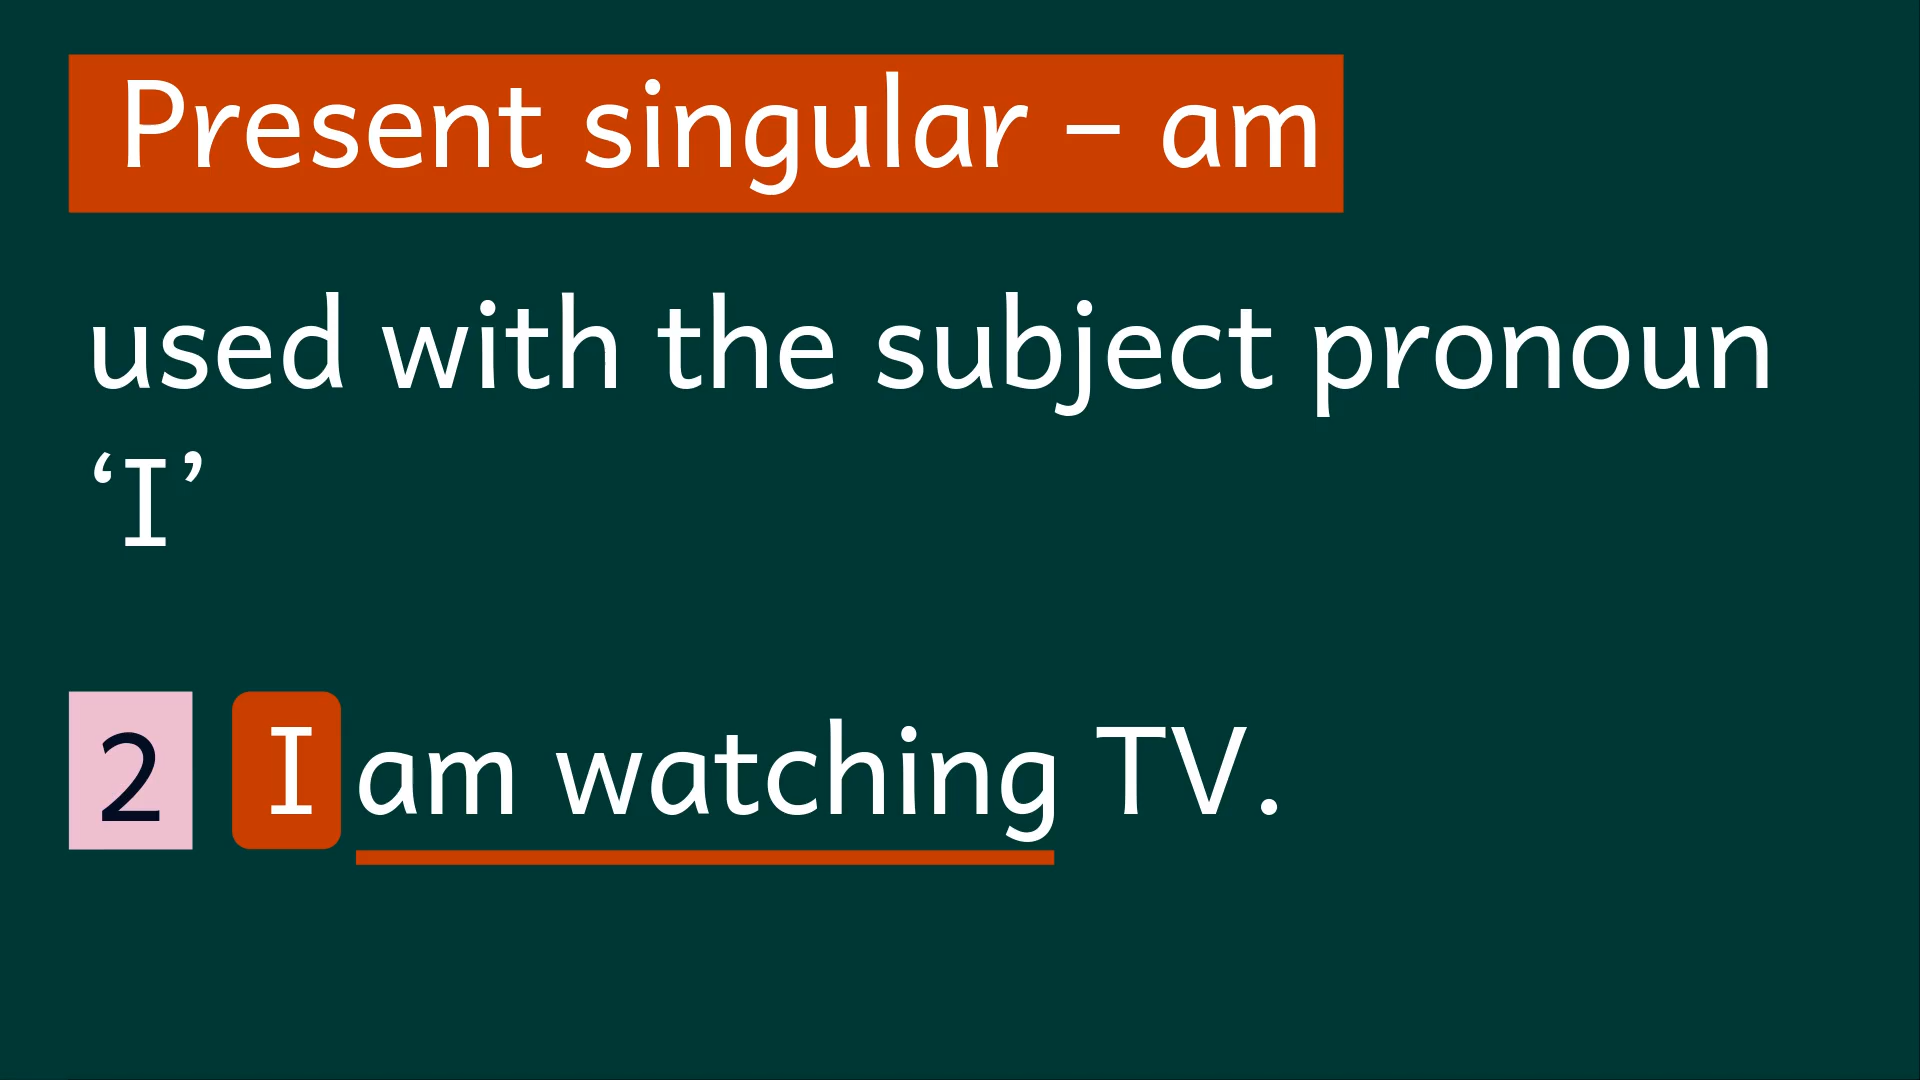 Present singular – am
used with the subject pronoun
‘I’
2 I am watching TV.